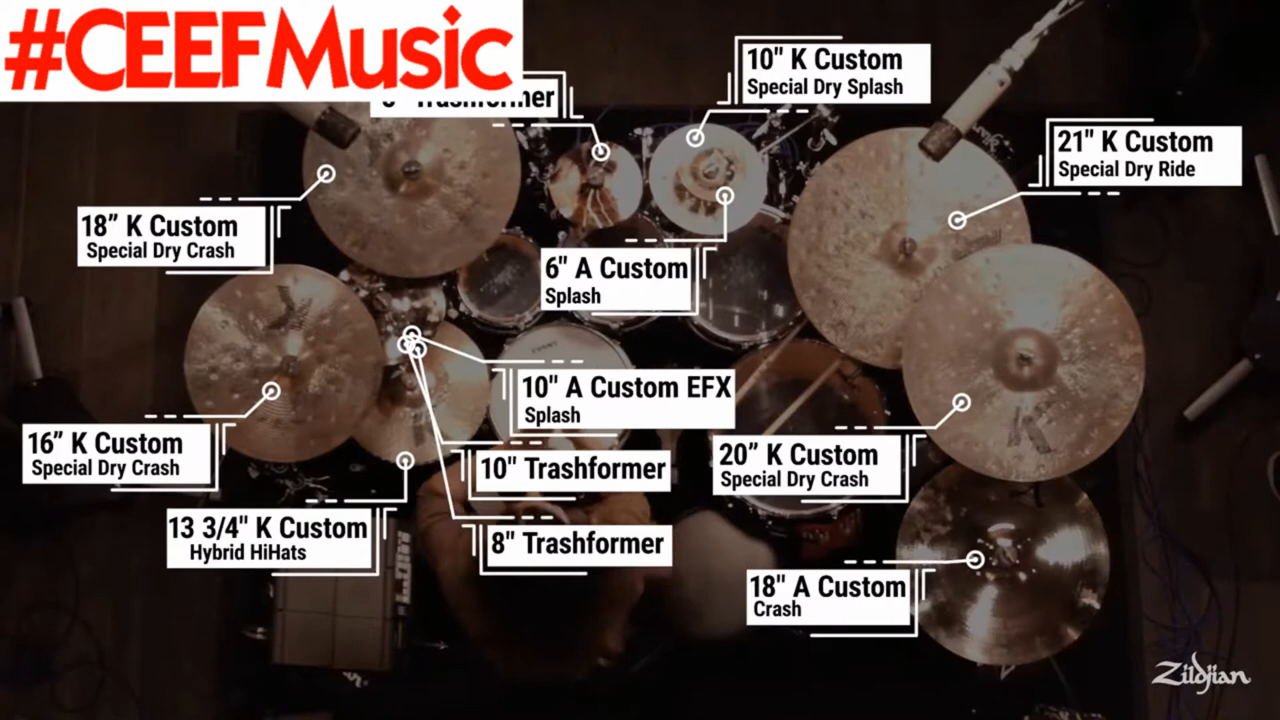 #CEEFMusic
Trashformer
10" K Custom
Special Dry Splash
21" K Custom
Special Dry Ride
18” K Custom
Special Dry Crash
6" A Custom
Splash
10" A Custom EFX
Splash
16” K Custom
Special Dry Crash
10" Trashformer
20” K Custom
Special Dry Crash
13 3/4" K Custom
Hybrid HiHats
8" Trashformer
18" A Custom
Crash
Zildjian